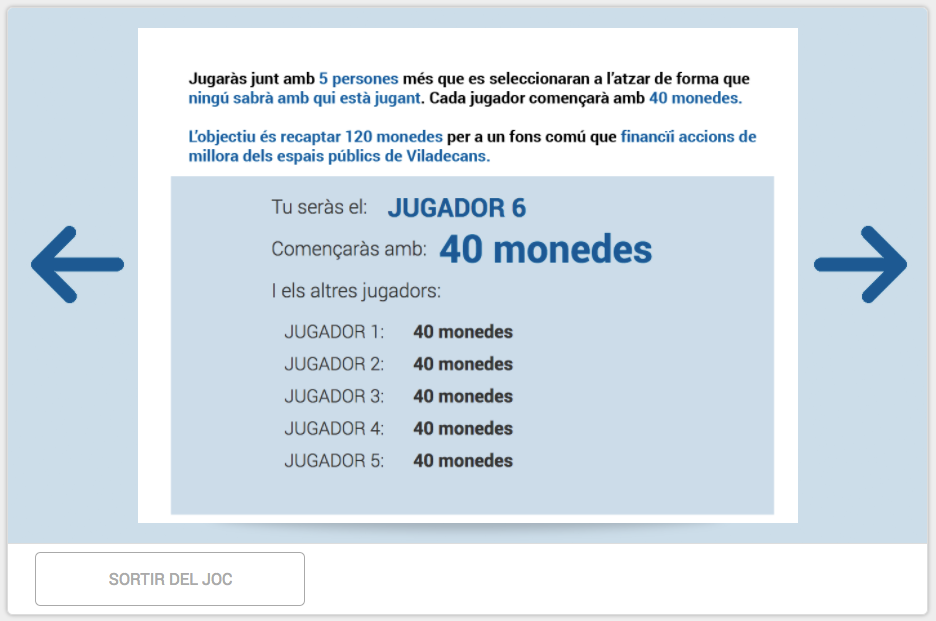 Jugaràs junt amb 5 persones més que es seleccionaran a l’atzar de forma que
ningú sabrà amb qui està jugant. Cada jugador començarà amb 40 monedes.
L’objectiu és recaptar 120 monedes per a un fons comú que financïi accions de
millora dels espais públics de Viladecans.
Tu seràs el: JUGADOR 6
Començaràs amb: 40 monedes
I els altres jugadors:
JUGADOR 1: 40 monedes
JUGADOR 2: 40 monedes
JUGADOR 3: 40 monedes
JUGADOR 4: 40 monedes
JUGADOR 5: 40 monedes
SORTIR DEL JOC